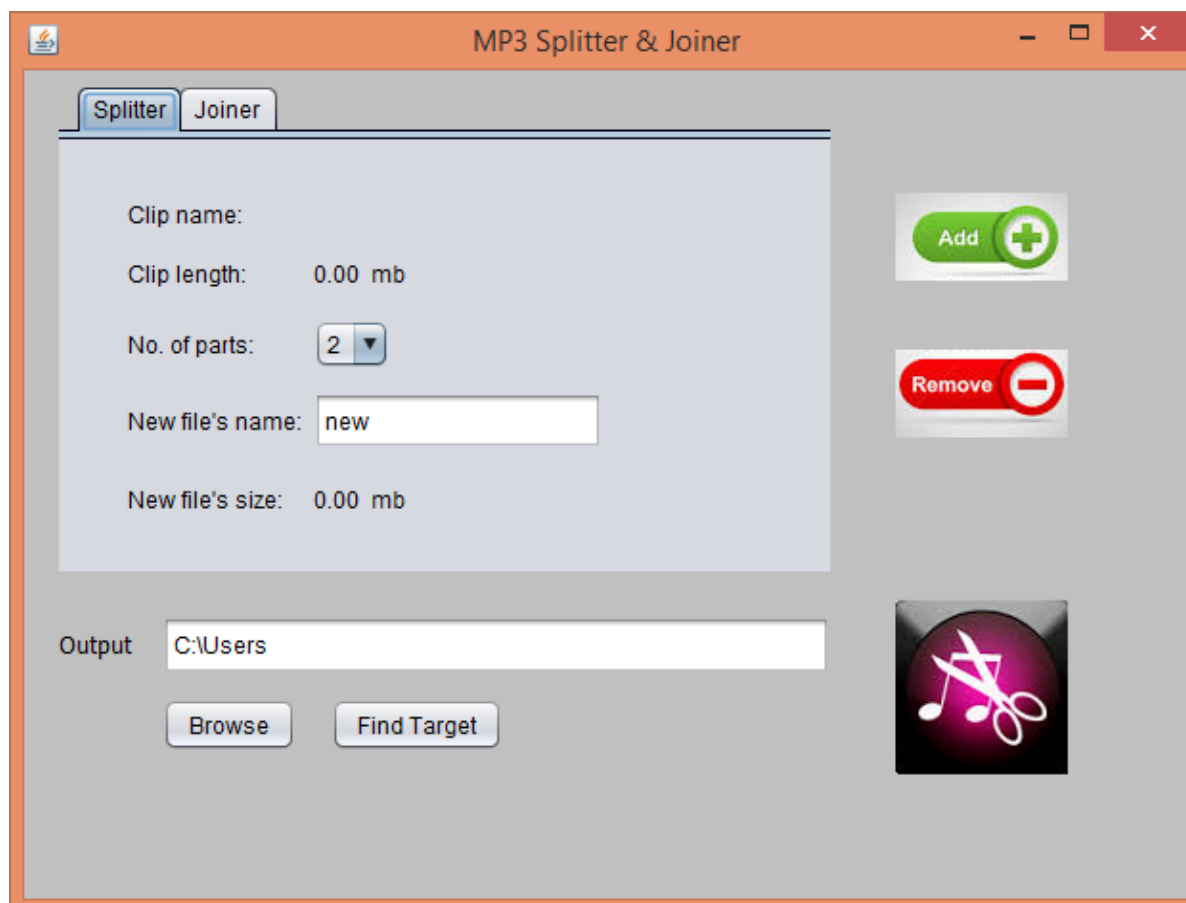 MP3 Splitter & Joiner
Splitter Joiner
Clip name:
Add
Clip length: 0.00 mb
No. of parts: 2
Remove
New file's name: new
New file's size: 0.00 mb
Output C:\Users
Browse Find Target